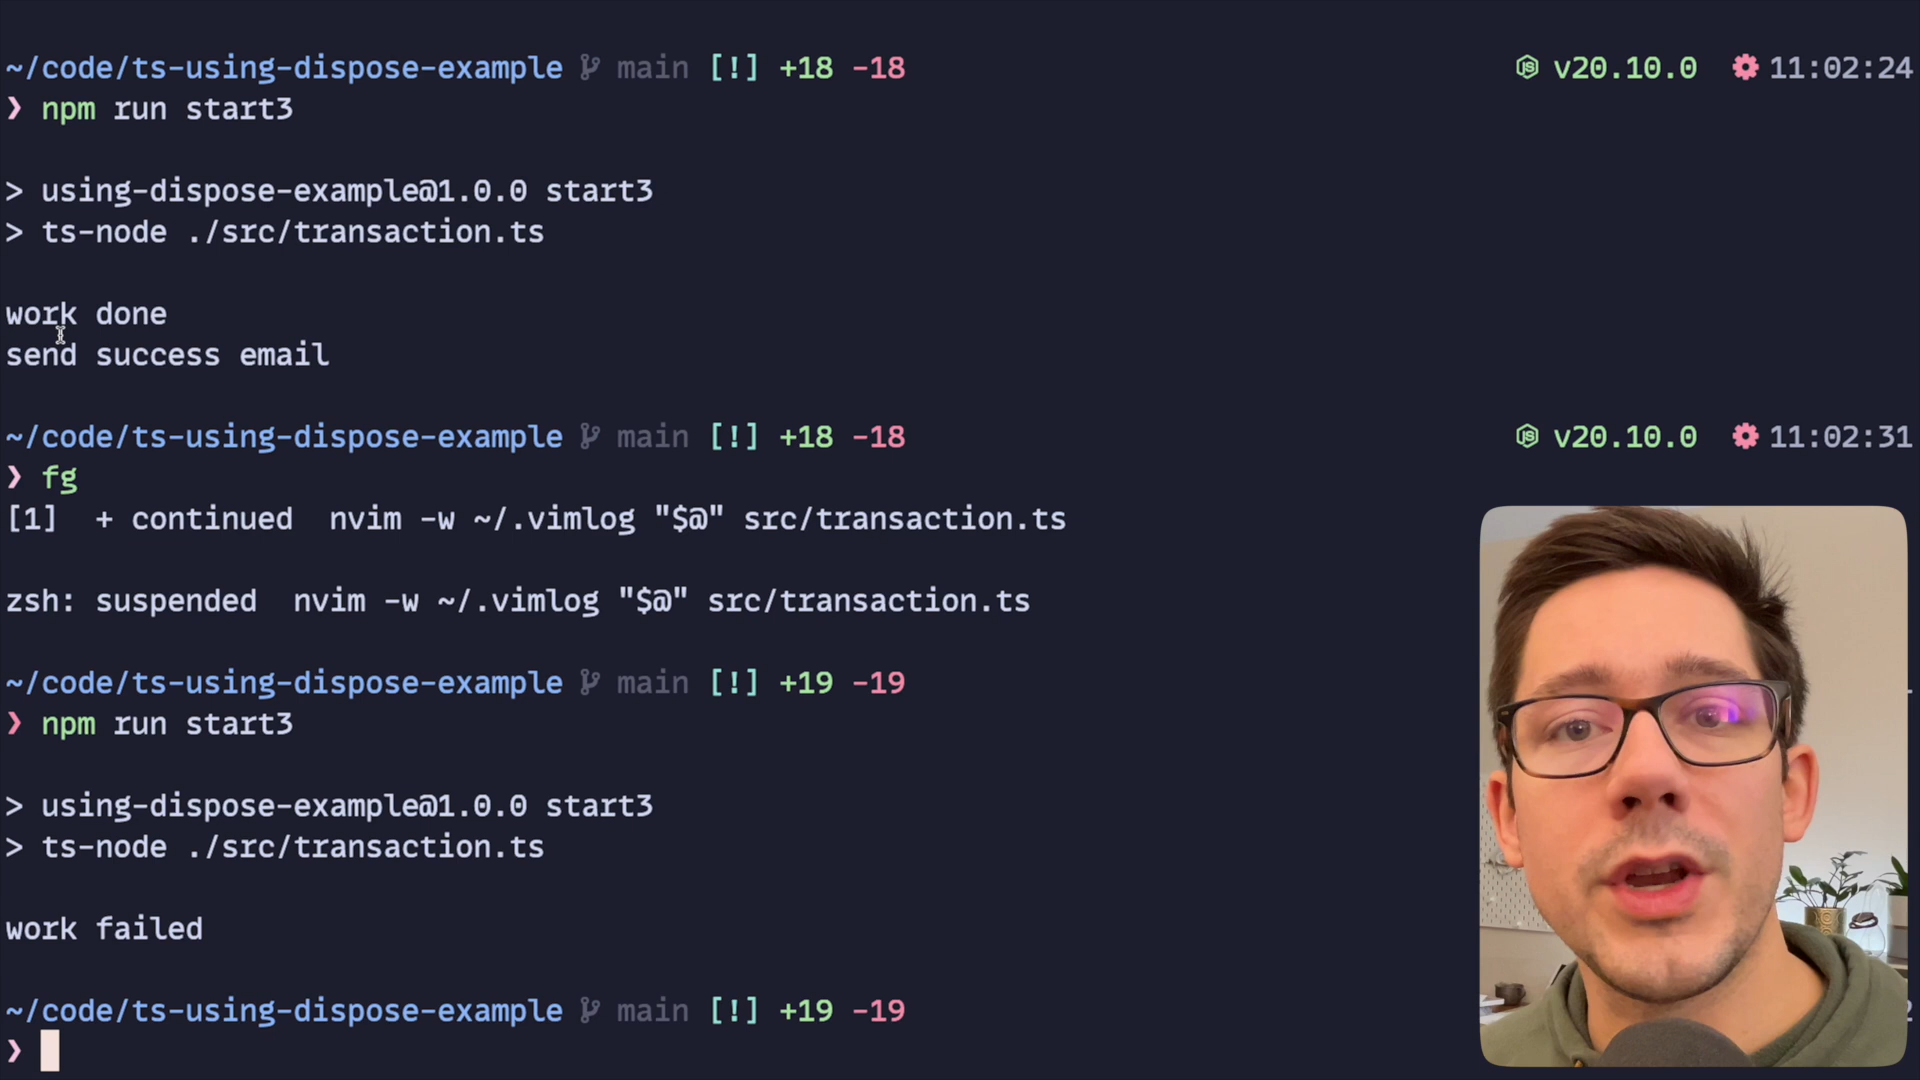 ~/code/ts-using-dispose-example main [!] +18 -18 v20.10.0 11:02:24
❯ npm run start3
> using-dispose-example@1.0.0 start3
> ts-node ./src/transaction.ts
work done
send success email
~/code/ts-using-dispose-example main [!] +18 -18 v20.10.0 11:02:31
❯ fg
[1]  + continued  nvim -w ~/.vimlog "$@" src/transaction.ts
zsh: suspended  nvim -w ~/.vimlog "$@" src/transaction.ts
~/code/ts-using-dispose-example main [!] +19 -19
❯ npm run start3
> using-dispose-example@1.0.0 start3
> ts-node ./src/transaction.ts
work failed
~/code/ts-using-dispose-example main [!] +19 -19
❯